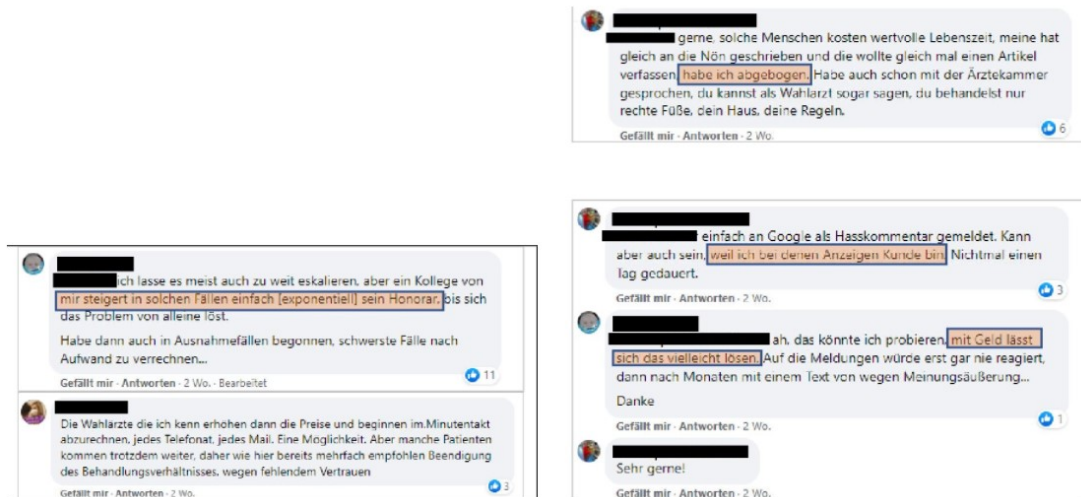 gerne, solche Menschen kosten wertvolle Lebenszeit, meine hat
gleich an die Nön geschrieben und die wollte gleich mal einen Artikel
verfassen, habe ich abgebogen. Habe auch schon mit der Ärztekammer
gesprochen, du kannst als Wahlarzt sogar sagen, du behandelst nur
rechte Füße, dein Haus, deine Regeln.
Gefällt mir · Antworten · 2 Wo.
6
ich lasse es meist auch zu weit eskalieren, aber ein Kollege von
mir steigert in solchen Fällen einfach [exponentiell] sein Honorar, bis sich
das Problem von alleine löst.
Habe dann auch in Ausnahmefällen begonnen, schwerste Fälle nach
Aufwand zu verrechnen...
Gefällt mir · Antworten · 2 Wo. · Bearbeitet
11
Die Wahlärzte die ich kenn erhöhen dann die Preise und beginnen im.Minutentakt
abzurechnen, jedes Telefonat, jedes Mail. Eine Möglichkeit. Aber manche Patienten
kommen trotzdem weiter, daher wie hier bereits mehrfach empfohlen Beendigung
des Behandlungsverhältnisses, wegen fehlendem Vertrauen
Gefällt mir · Antworten · 2 Wo.
3
einfach an Google als Hasskommentar gemeldet. Kann
aber auch sein, weil ich bei denen Anzeigen Kunde bin. Nichtmal einen
Tag gedauert.
Gefällt mir · Antworten · 2 Wo.
3
ah, das könnte ich probieren, mit Geld lässt
sich das vielleicht lösen. Auf die Meldungen würde erst gar nie reagiert,
dann nach Monaten mit einem Text von wegen Meinungsäußerung...
Danke
Gefällt mir · Antworten · 2 Wo.
1
Sehr gerne!
Gefällt mir · Antworten · 2 Wo.